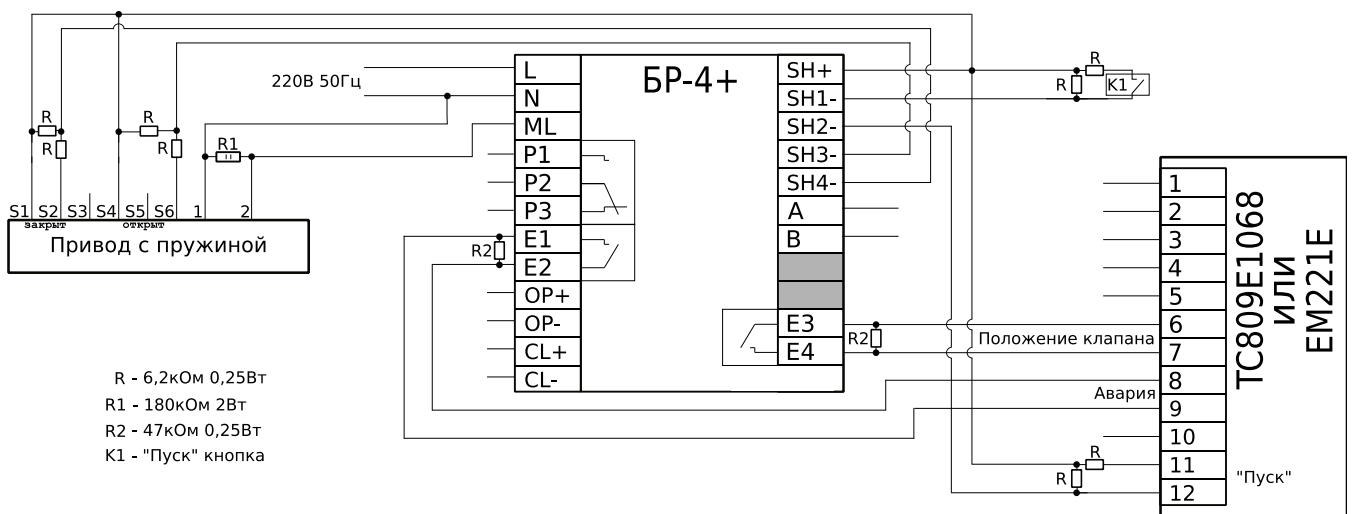 220В 50Гц
БР-4+
L
N
ML
P1
P2
P3
E1
E2
OP+
OP-
CL+
CL-
SH+
SH1-
SH2-
SH3-
SH4-
A
B
E3
E4
R
R
K1
R
R
R
R
R1
S1 S2 S3 S4 S5 S6 1 2
закрыт открыт
Привод с пружиной
R2
R2
Положение клапана
Авария
R
R
"Пуск"
1
2
3
4
5
6
7
8
9
10
11
12
TC809E1068
или
EM221E
R - 6,2кОм 0,25Вт
R1 - 180кОм 2Вт
R2 - 47кОм 0,25Вт
K1 - "Пуск" кнопка